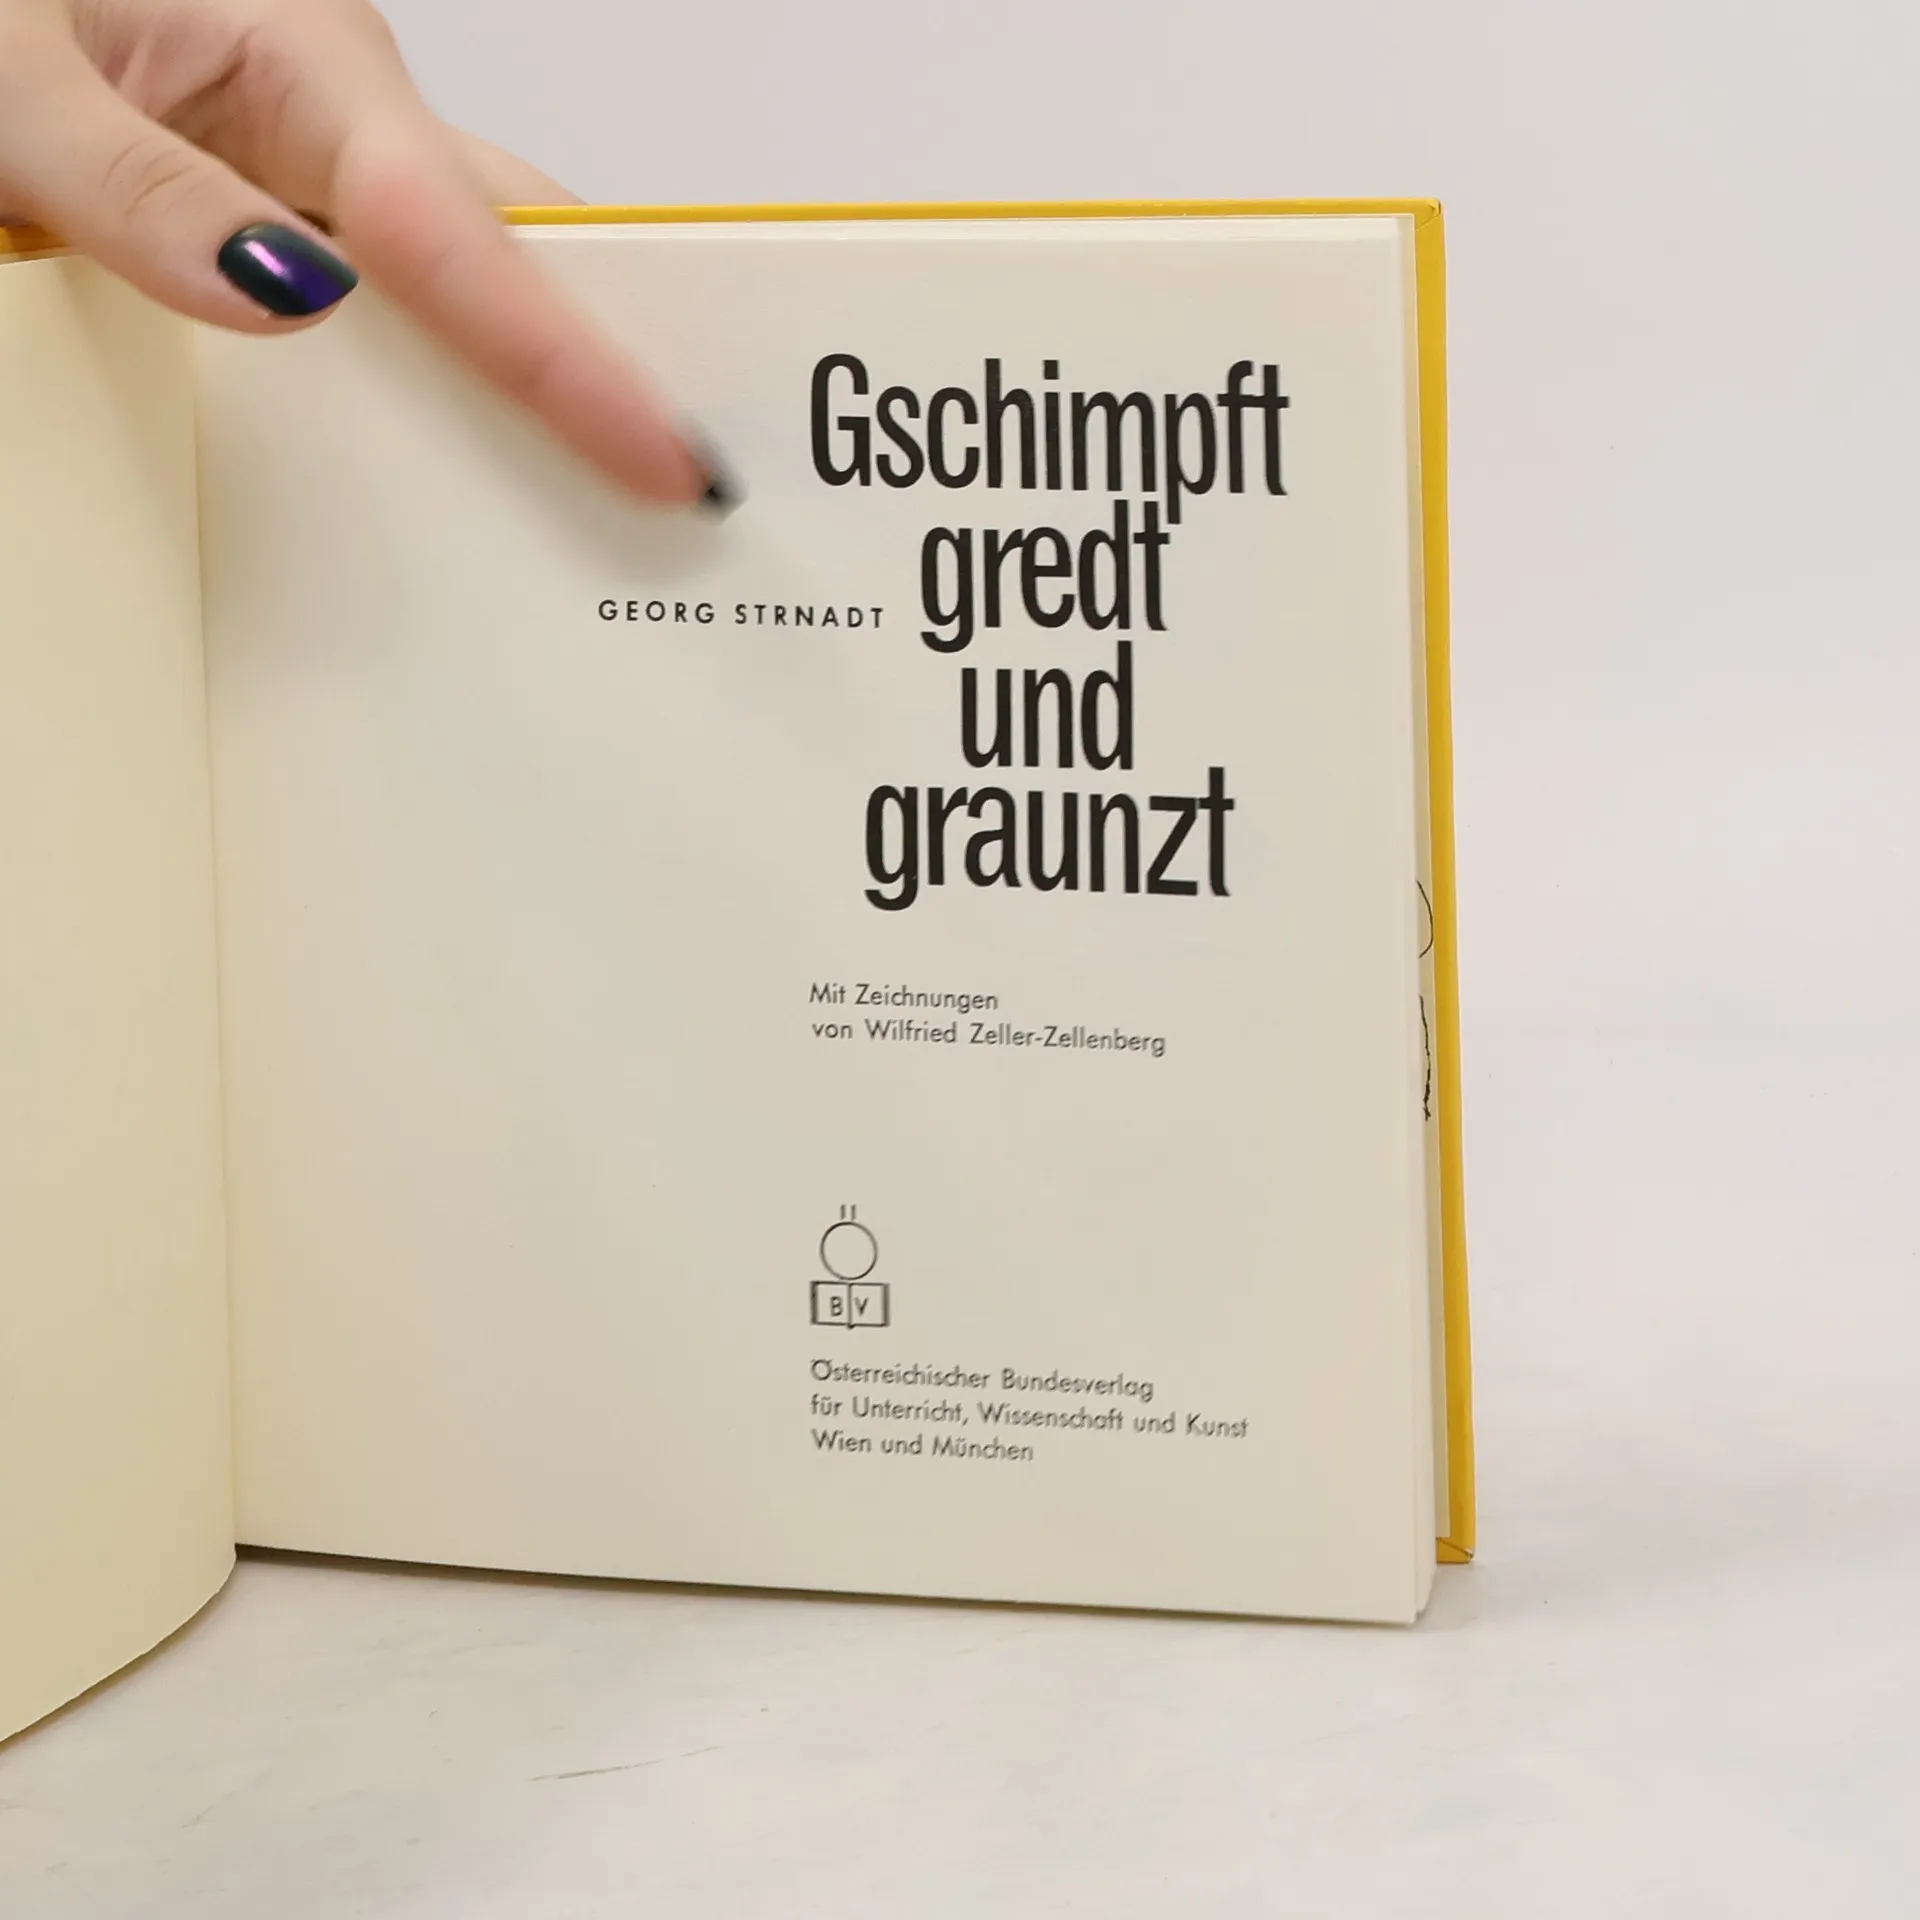 Gschimpft
GEORG STRNADT gredt
und
graunzt
Mit Zeichnungen
von Wilfried Zeller-Zellenberg
Ö
B V
Österreichischer Bundesverlag
für Unterricht, Wissenschaft und Kunst
Wien und München